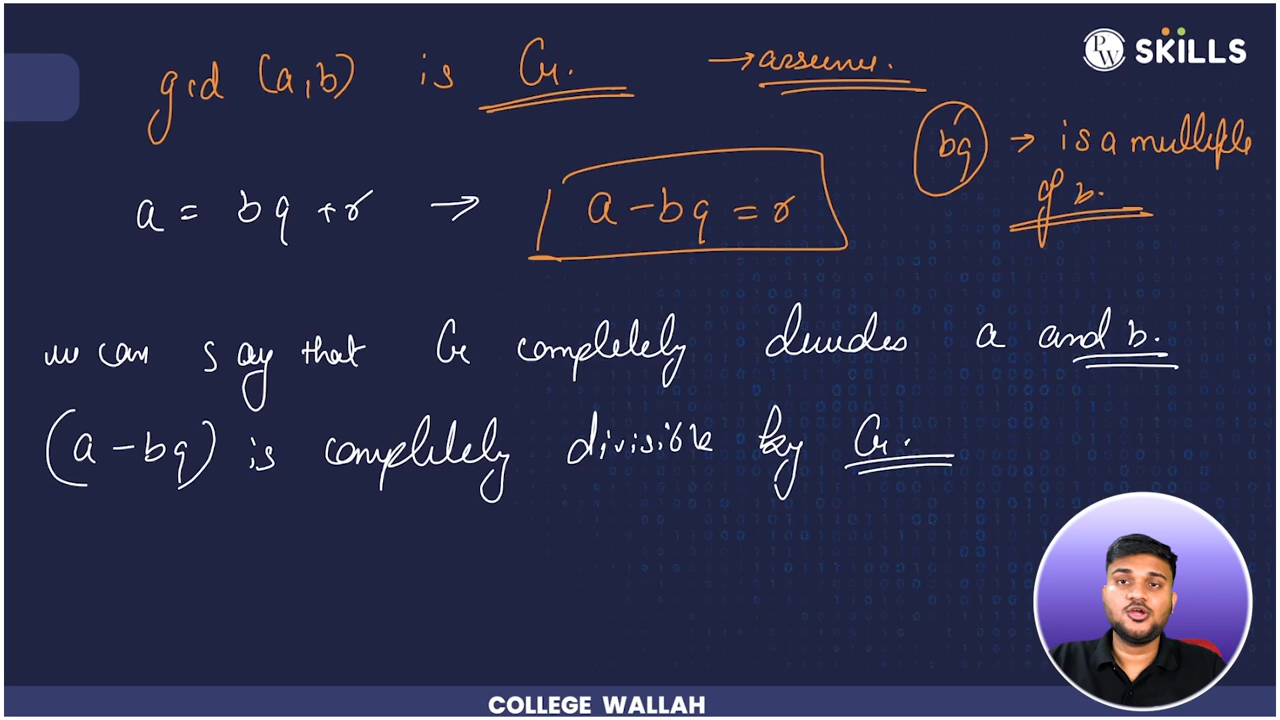 gcd (a,b) is G. → assume.
PW SKILLS
bq → is a multiple
of b.
a = bq + r → a - bq = r
we can say that G completely divides a and b.
(a - bq) is completely divisible by G.
COLLEGE WALLAH